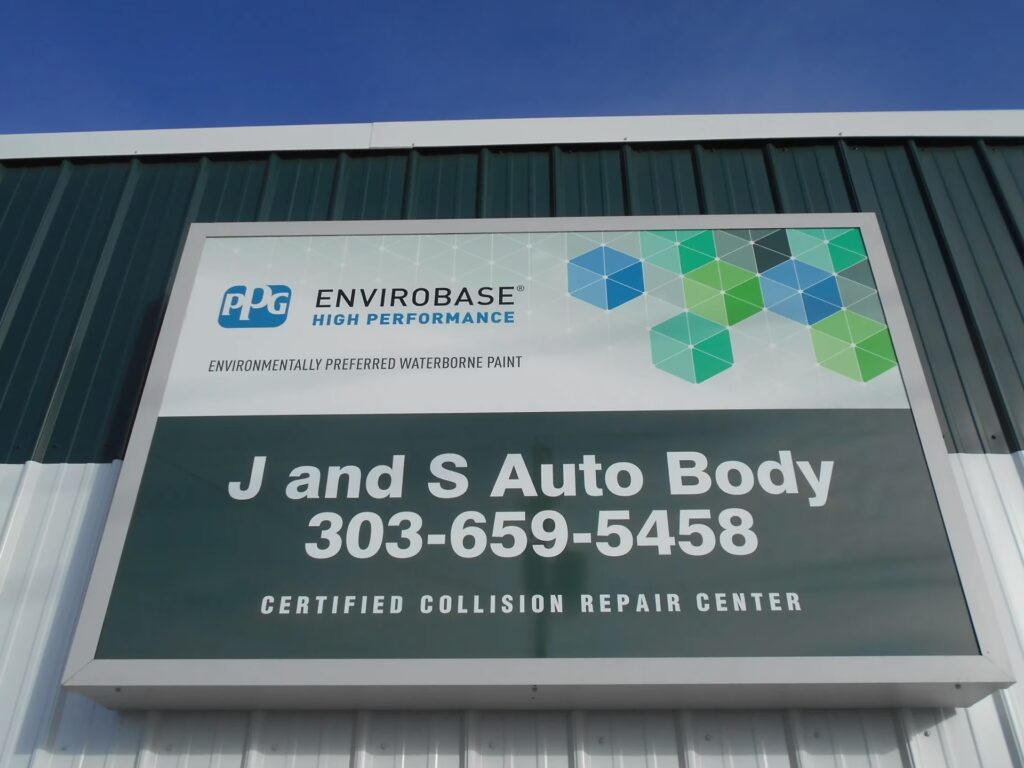 PPG ENVIROBASE®
HIGH PERFORMANCE
ENVIRONMENTALLY PREFERRED WATERBORNE PAINT
J and S Auto Body
303-659-5458
CERTIFIED COLLISION REPAIR CENTER